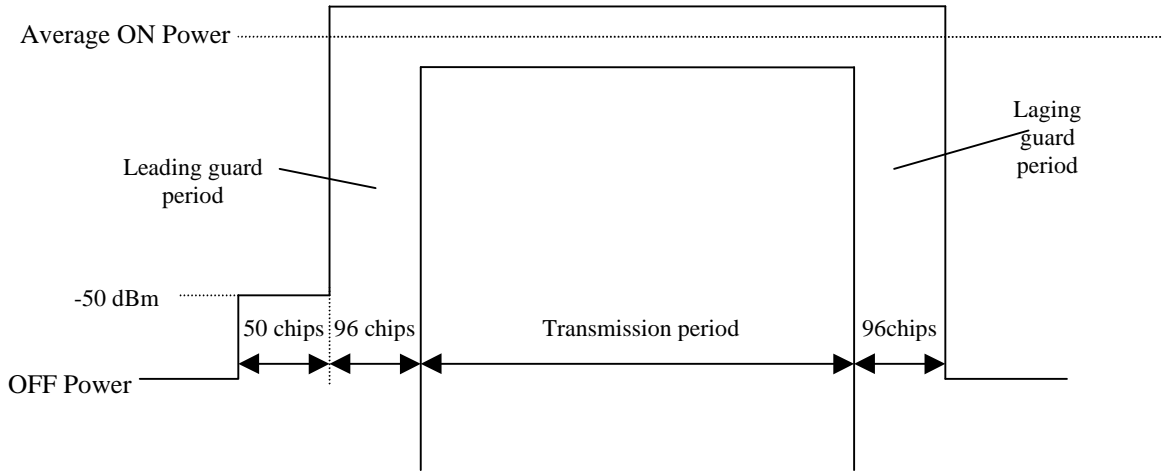 Average ON Power
Laging
guard
period
Leading guard
period
-50 dBm
50 chips
96 chips
Transmission period
96chips
OFF Power